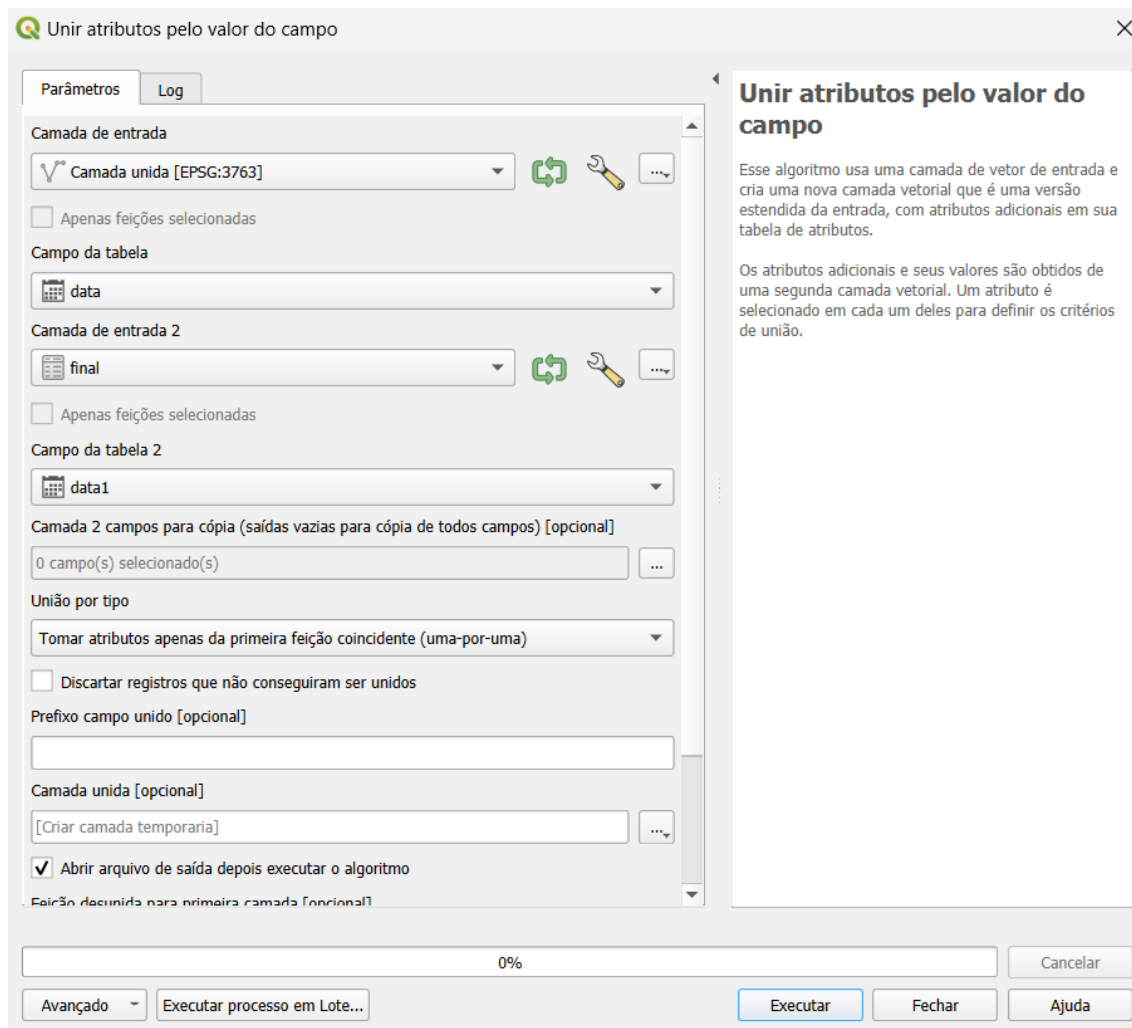 Unir atributos pelo valor do campo
Parâmetros
Log
Camada de entrada
Camada unida [EPSG:3763]
...
Apenas feições selecionadas
Campo da tabela
data
Camada de entrada 2
final
...
Apenas feições selecionadas
Campo da tabela 2
data1
Camada 2 campos para cópia (saídas vazias para cópia de todos campos) [opcional]
0 campo(s) selecionado(s)
...
União por tipo
Tomar atributos apenas da primeira feição coincidente (uma-por-uma)
Discartar registros que não conseguiram ser unidos
Prefixo campo unido [opcional]
Camada unida [opcional]
[Criar camada temporaria]
...
Abrir arquivo de saída depois executar o algoritmo
Feição desunida para primeira camada [opcional]
Unir atributos pelo valor do
campo
Esse algoritmo usa uma camada de vetor de entrada e
cria uma nova camada vetorial que é uma versão
estendida da entrada, com atributos adicionais em sua
tabela de atributos.
Os atributos adicionais e seus valores são obtidos de
uma segunda camada vetorial. Um atributo é
selecionado em cada um deles para definir os critérios
de união.
0%
Cancelar
Avançado
Executar processo em Lote...
Executar
Fechar
Ajuda